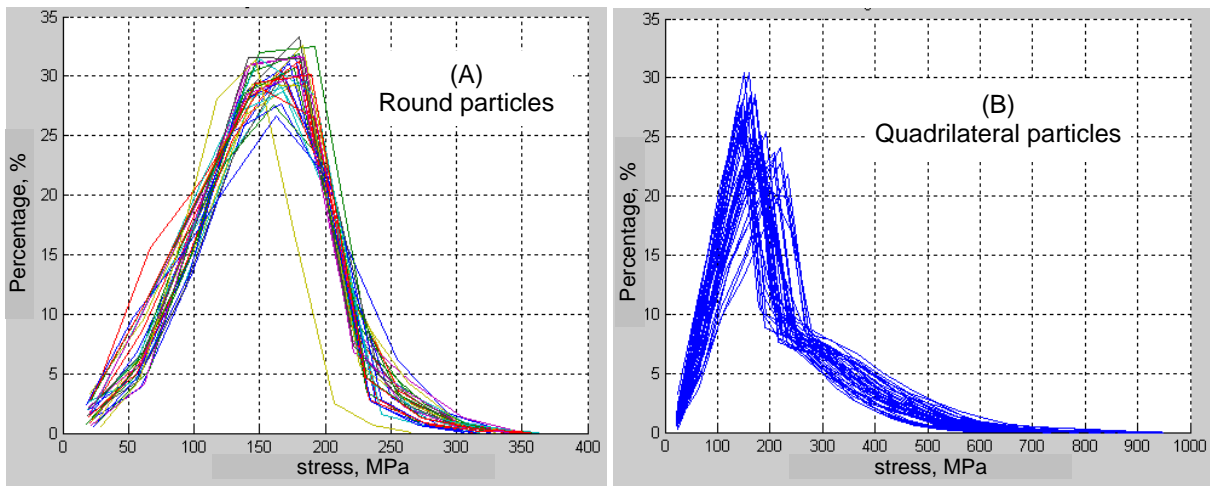 (A)
Round particles
Percentage, %
35
30
25
20
15
10
5
0
0 50 100 150 200 250 300 350 400
stress, MPa
(B)
Quadrilateral particles
Percentage, %
35
30
25
20
15
10
5
0
0 100 200 300 400 500 600 700 800 900 1000
stress, MPa